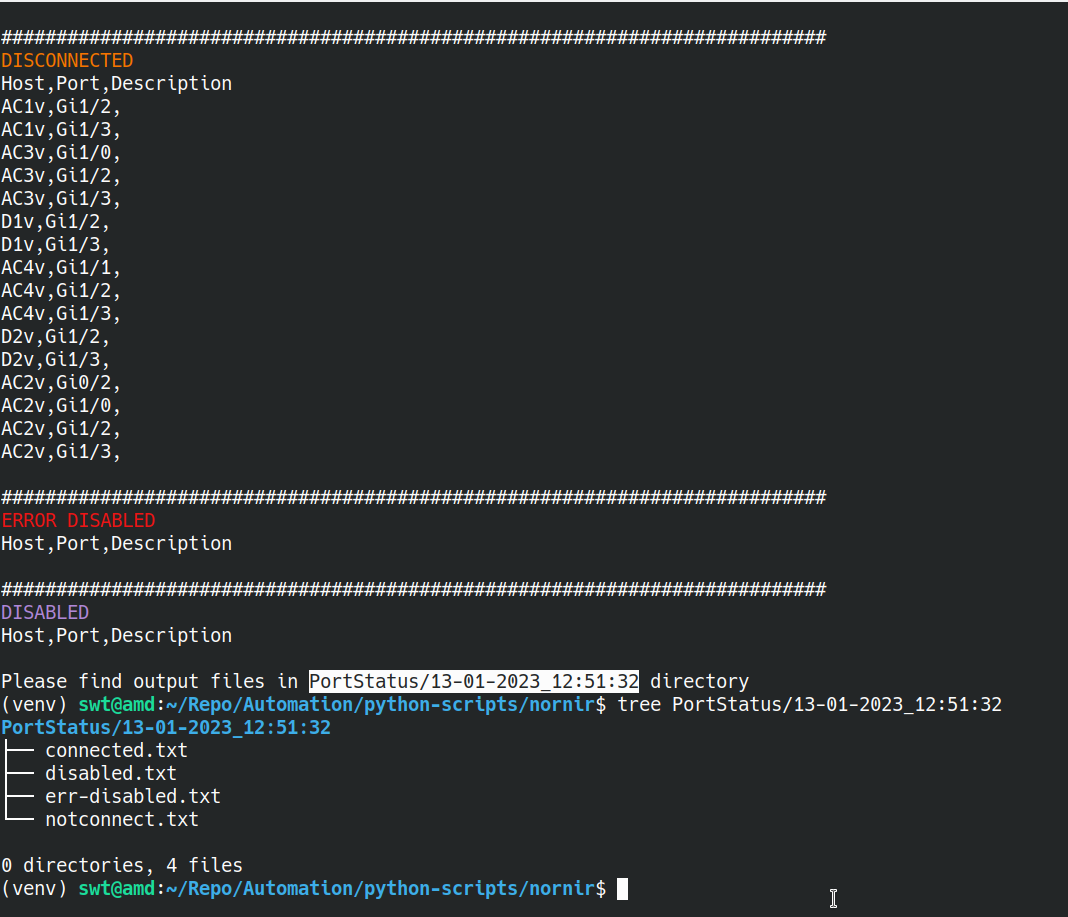 ###########################################################################
DISCONNECTED
Host,Port,Description
AC1v,Gi1/2,
AC1v,Gi1/3,
AC3v,Gi1/0,
AC3v,Gi1/2,
AC3v,Gi1/3,
D1v,Gi1/2,
D1v,Gi1/3,
AC4v,Gi1/1,
AC4v,Gi1/2,
AC4v,Gi1/3,
D2v,Gi1/2,
D2v,Gi1/3,
AC2v,Gi0/2,
AC2v,Gi1/0,
AC2v,Gi1/2,
AC2v,Gi1/3,
###########################################################################
ERROR DISABLED
Host,Port,Description
###########################################################################
DISABLED
Host,Port,Description
Please find output files in PortStatus/13-01-2023_12:51:32 directory
(venv) swt@amd:~/Repo/Automation/python-scripts/nornir$ tree PortStatus/13-01-2023_12:51:32
PortStatus/13-01-2023_12:51:32
├── connected.txt
├── disabled.txt
├── err-disabled.txt
└── notconnect.txt
0 directories, 4 files
(venv) swt@amd:~/Repo/Automation/python-scripts/nornir$